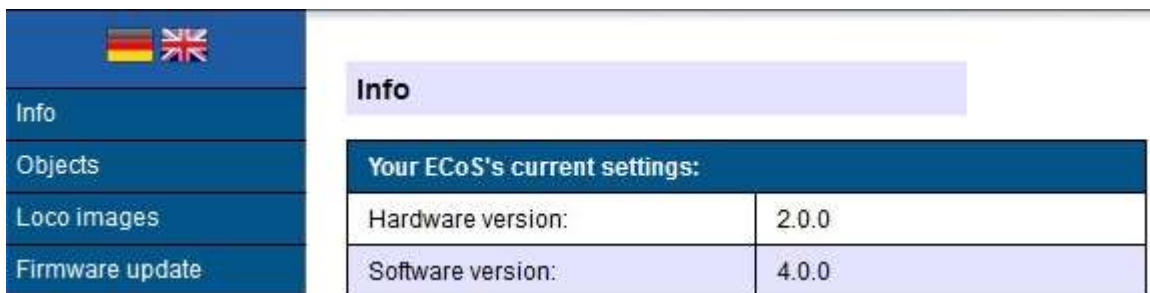 Info
Objects
Loco images
Firmware update
Info
Your ECoS's current settings:
Hardware version: 2.0.0
Software version: 4.0.0